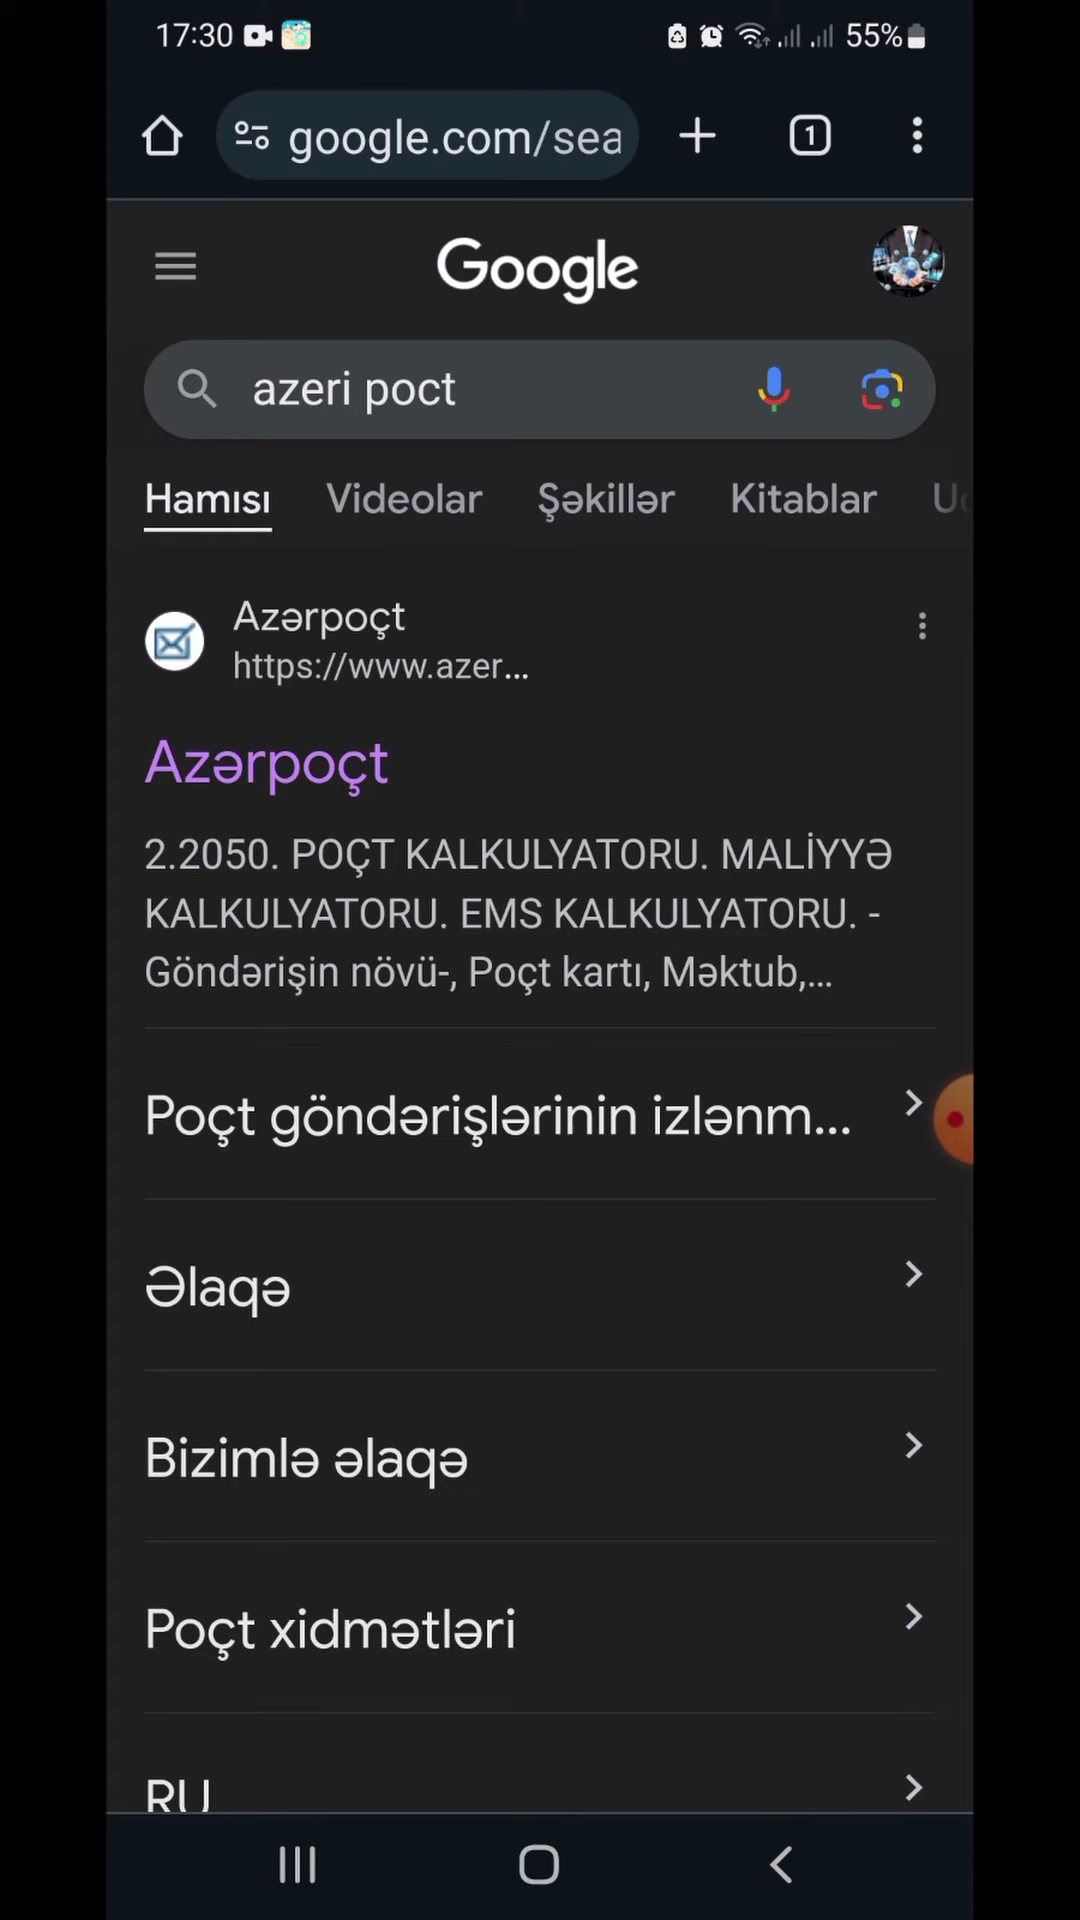 17:30
55%
google.com/sea
1
Google
azeri poct
Hamısı Videolar Şəkillər Kitablar
Azərpoçt
https://www.azer...
Azərpoçt
2.2050. POÇT KALKULYATORU. MALİYYƏ
KALKULYATORU. EMS KALKULYATORU. -
Göndərişin növü-, Poçt kartı, Məktub,...
Poçt göndərişlərinin izlənm...
Əlaqə
Bizimlə əlaqə
Poçt xidmətləri
RU